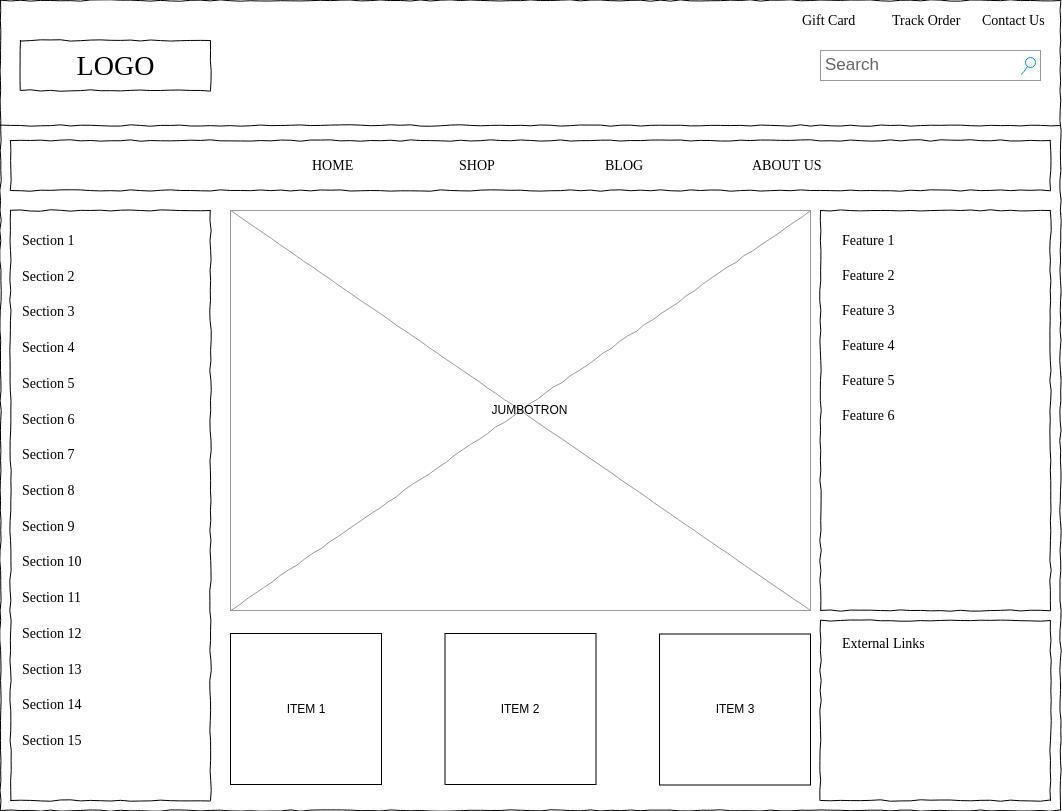 Gift Card
Track Order
Contact Us
LOGO
Search
HOME
SHOP
BLOG
ABOUT US
Section 1
Section 2
Section 3
Section 4
Section 5
Section 6
Section 7
Section 8
Section 9
Section 10
Section 11
Section 12
Section 13
Section 14
Section 15
JUMBOTRON
ITEM 1
ITEM 2
ITEM 3
Feature 1
Feature 2
Feature 3
Feature 4
Feature 5
Feature 6
External Links